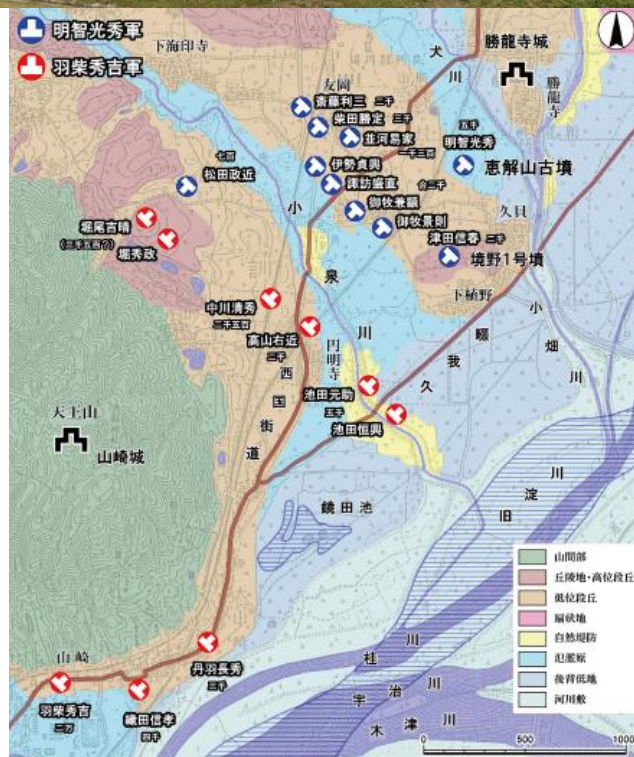 明智光秀軍
羽柴秀吉軍
下海印寺
犬川
勝龍寺城
勝龍寺
友岡
斎藤利三 二千
柴田勝定 二千
並河易家
五千
明智光秀
恵解山古墳
伊勢貞興
諏訪盛直
七百
松田政近
御牧兼顕
御牧景則
久貝
津田信春 二千
境野1号墳
下植野
堀尾吉晴
堀秀政
小泉川
中川清秀
二千五百
高山右近
二千
円明寺
西国街道
池田元助
五千
池田恒興
久我畷
小畑川
天王山
山崎城
鏡田池
旧淀川
山崎
丹羽長秀
三千
羽柴秀吉
二万
織田信孝
四千
桂川
宇治川
木津川
山間部
丘陵地・高位段丘
低位段丘
扇状地
自然堤防
氾濫原
後背低地
河川敷
0 500 1000